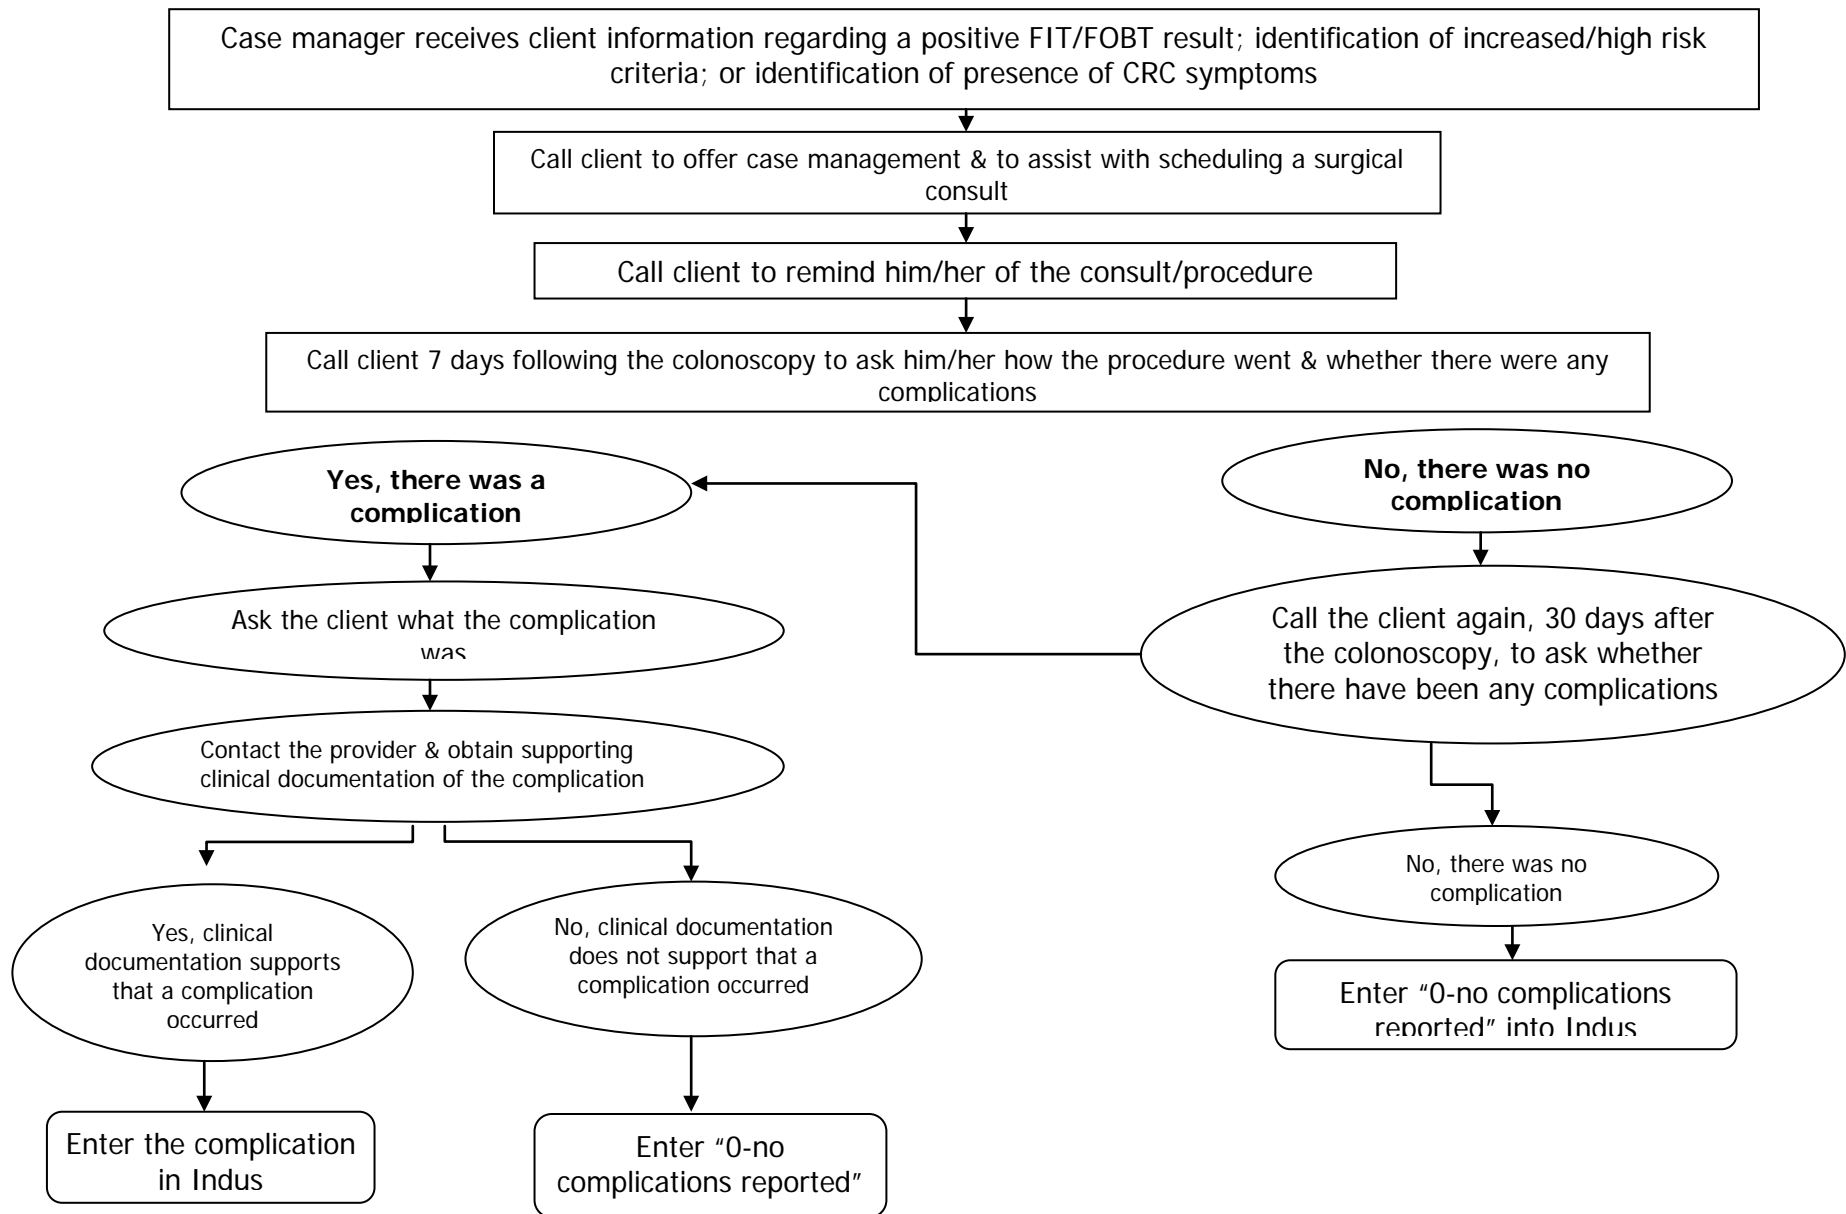 Case manager receives client information regarding a positive FIT/FOBT result; identification of increased/high risk
criteria; or identification of presence of CRC symptoms
Call client to offer case management & to assist with scheduling a surgical
consult
Call client to remind him/her of the consult/procedure
Call client 7 days following the colonoscopy to ask him/her how the procedure went & whether there were any
complications
Yes, there was a
complication
No, there was no
complication
Ask the client what the complication
was
Call the client again, 30 days after
the colonoscopy, to ask whether
there have been any complications
Contact the provider & obtain supporting
clinical documentation of the complication
No, there was no
complication
Yes, clinical
documentation supports
that a complication
occurred
No, clinical documentation
does not support that a
complication occurred
Enter “0-no complications
reported” into Indus
Enter the complication
in Indus
Enter “0-no
complications reported”